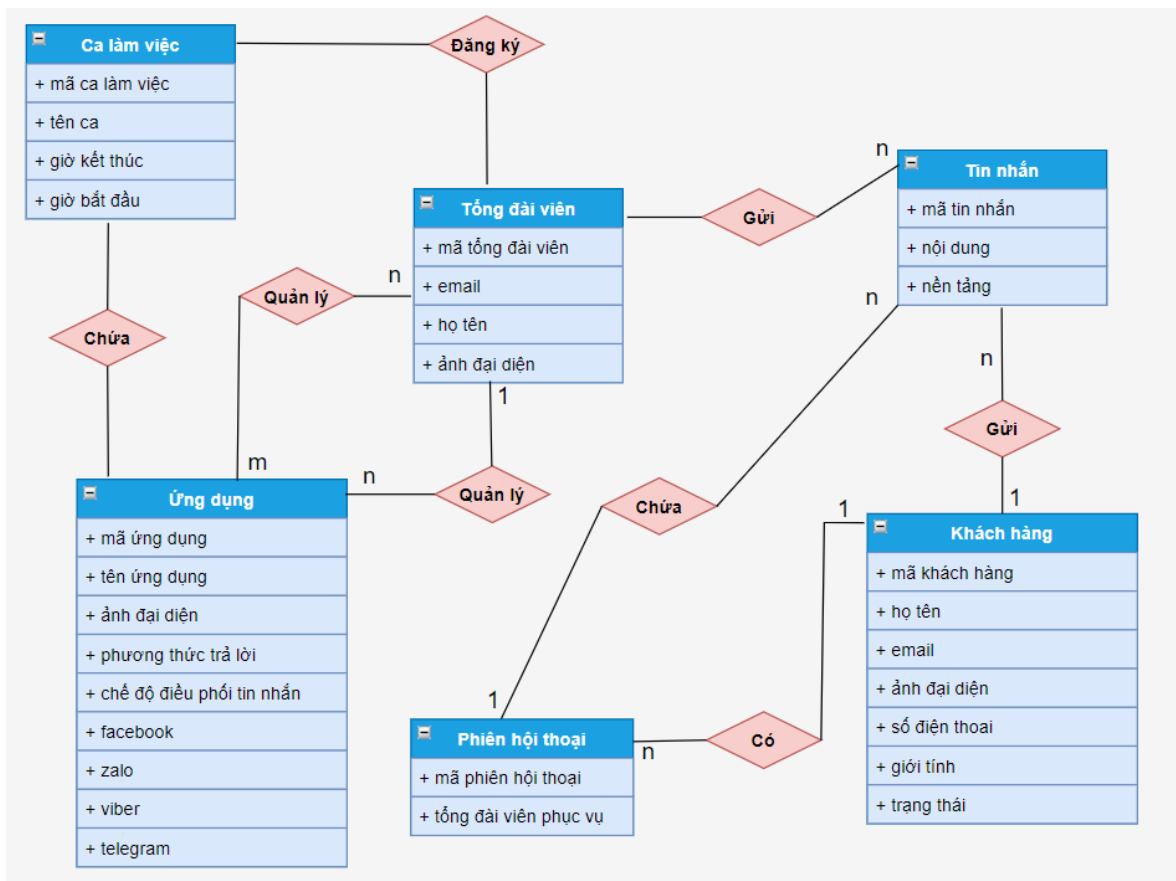 Ca làm việc
+ mã ca làm việc
+ tên ca
+ giờ kết thúc
+ giờ bắt đầu
Đăng ký
Tổng đài viên
+ mã tổng đài viên
+ email
+ họ tên
+ ảnh đại diện
Gửi
n
Tin nhắn
+ mã tin nhắn
+ nội dung
+ nền tảng
Quản lý
n
m
Chứa
1
n
Quản lý
n
Chứa
1
n
Gửi
1
Ứng dụng
+ mã ứng dụng
+ tên ứng dụng
+ ảnh đại diện
+ phương thức trả lời
+ chế độ điều phối tin nhắn
+ facebook
+ zalo
+ viber
+ telegram
Phiên hội thoại
+ mã phiên hội thoại
+ tổng đài viên phục vụ
n
Có
1
Khách hàng
+ mã khách hàng
+ họ tên
+ email
+ ảnh đại diện
+ số điện thoai
+ giới tính
+ trạng thái